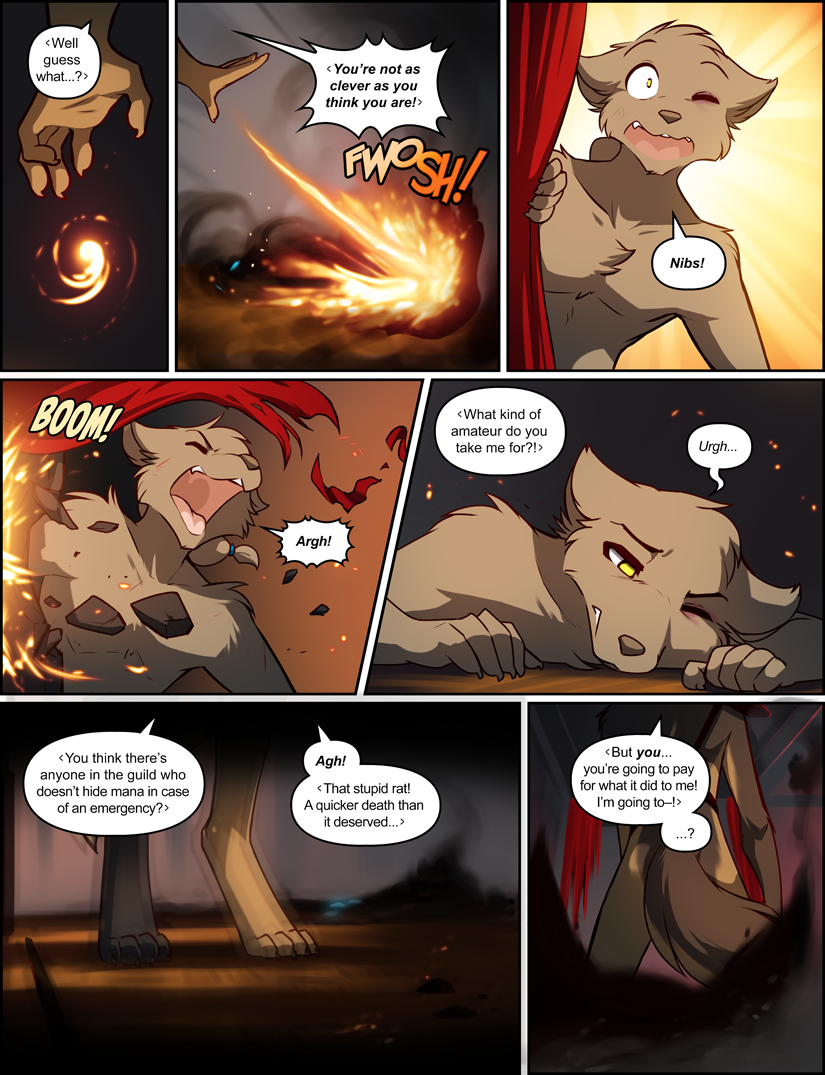 ‹Well
guess
what...?›
‹You're not as
clever as you
think you are!›
FWOSH!
Nibs!
BOOM!
Argh!
‹What kind of
amateur do you
take me for?!›
Urgh...
‹You think there's
anyone in the guild who
doesn't hide mana in case
of an emergency?›
Agh!
‹That stupid rat!
A quicker death than
it deserved...›
‹But you...
you're going to pay
for what it did to me!
I'm going to–!›
...?